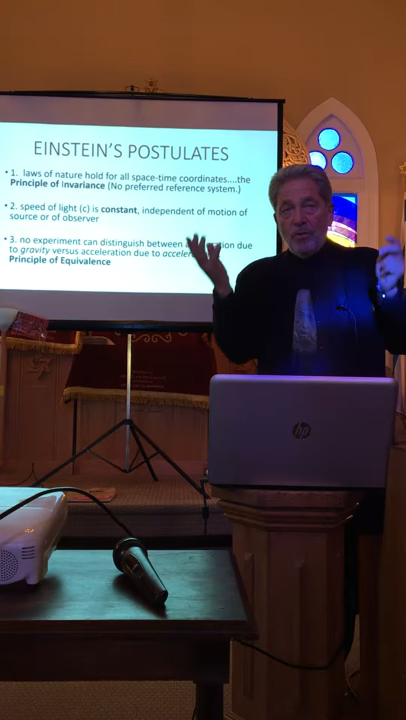 EINSTEIN'S POSTULATES
• 1. laws of nature hold for all space-time coordinates....the
Principle of Invariance (No preferred reference system.)
• 2. speed of light (c) is constant, independent of motion of
source or of observer
• 3. no experiment can distinguish between due
to gravity versus acceleration due to
Principle of Equivalence
hp